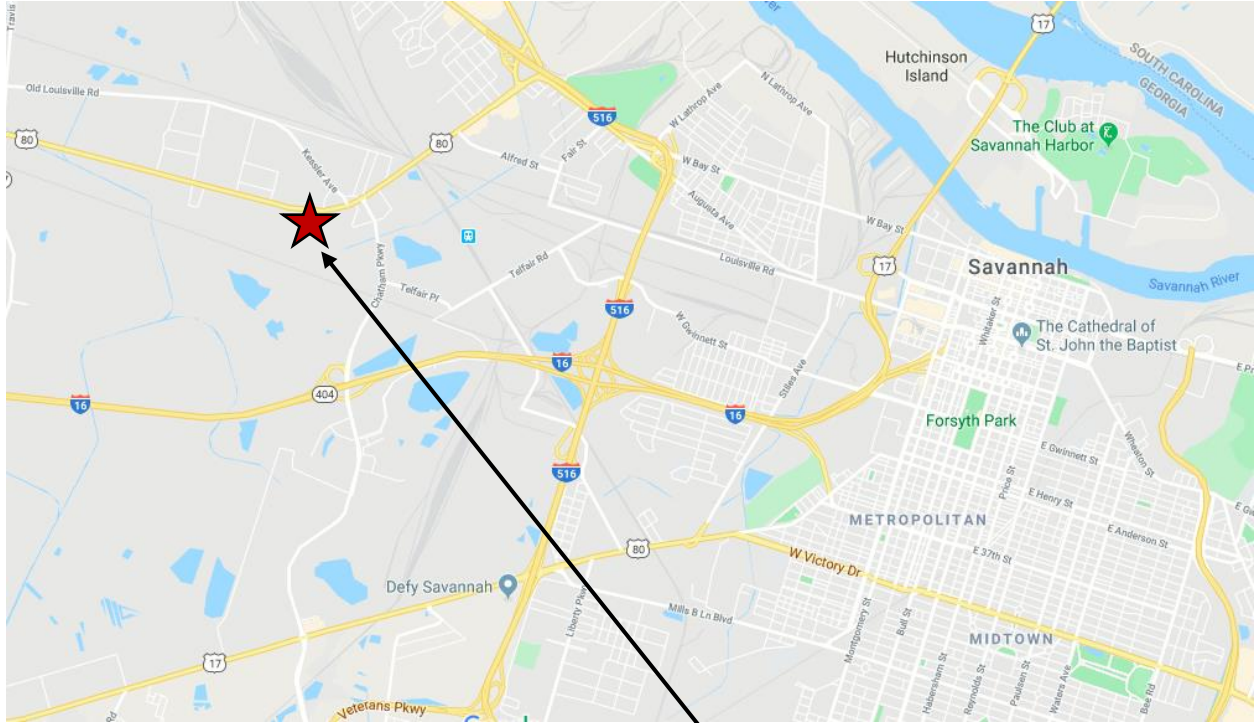 Travis
River
17
Hutchinson
Island
SOUTH CAROLINA
GEORGIA
Old Louisville Rd
N Lathrop Ave
W Lathrop Ave
516
The Club at
Savannah Harbor
80
80
Kessler Ave
Alfred St
Fair St
W Bay St
Augusta Ave
W Bay St
Chatham Pkwy
Telfair Rd
Louisville Rd
17
Savannah
Savannah River
Telfair Pl
516
W Gwinnett St
Whitaker St
The Cathedral of
St. John the Baptist
16
404
16
Stiles Ave
16
Forsyth Park
E Gwinnett St
Wheaton St
516
Price St
E Henry St
E Anderson St
METROPOLITAN
80
E 37th St
W Victory Dr
Defy Savannah
Liberty Pkwy
Mills B Ln Blvd
Montgomery St
Bull St
MIDTOWN
17
Habersham St
Reynolds St
Paulsen St
Waters Ave
Bee Rd
Veterans Pkwy